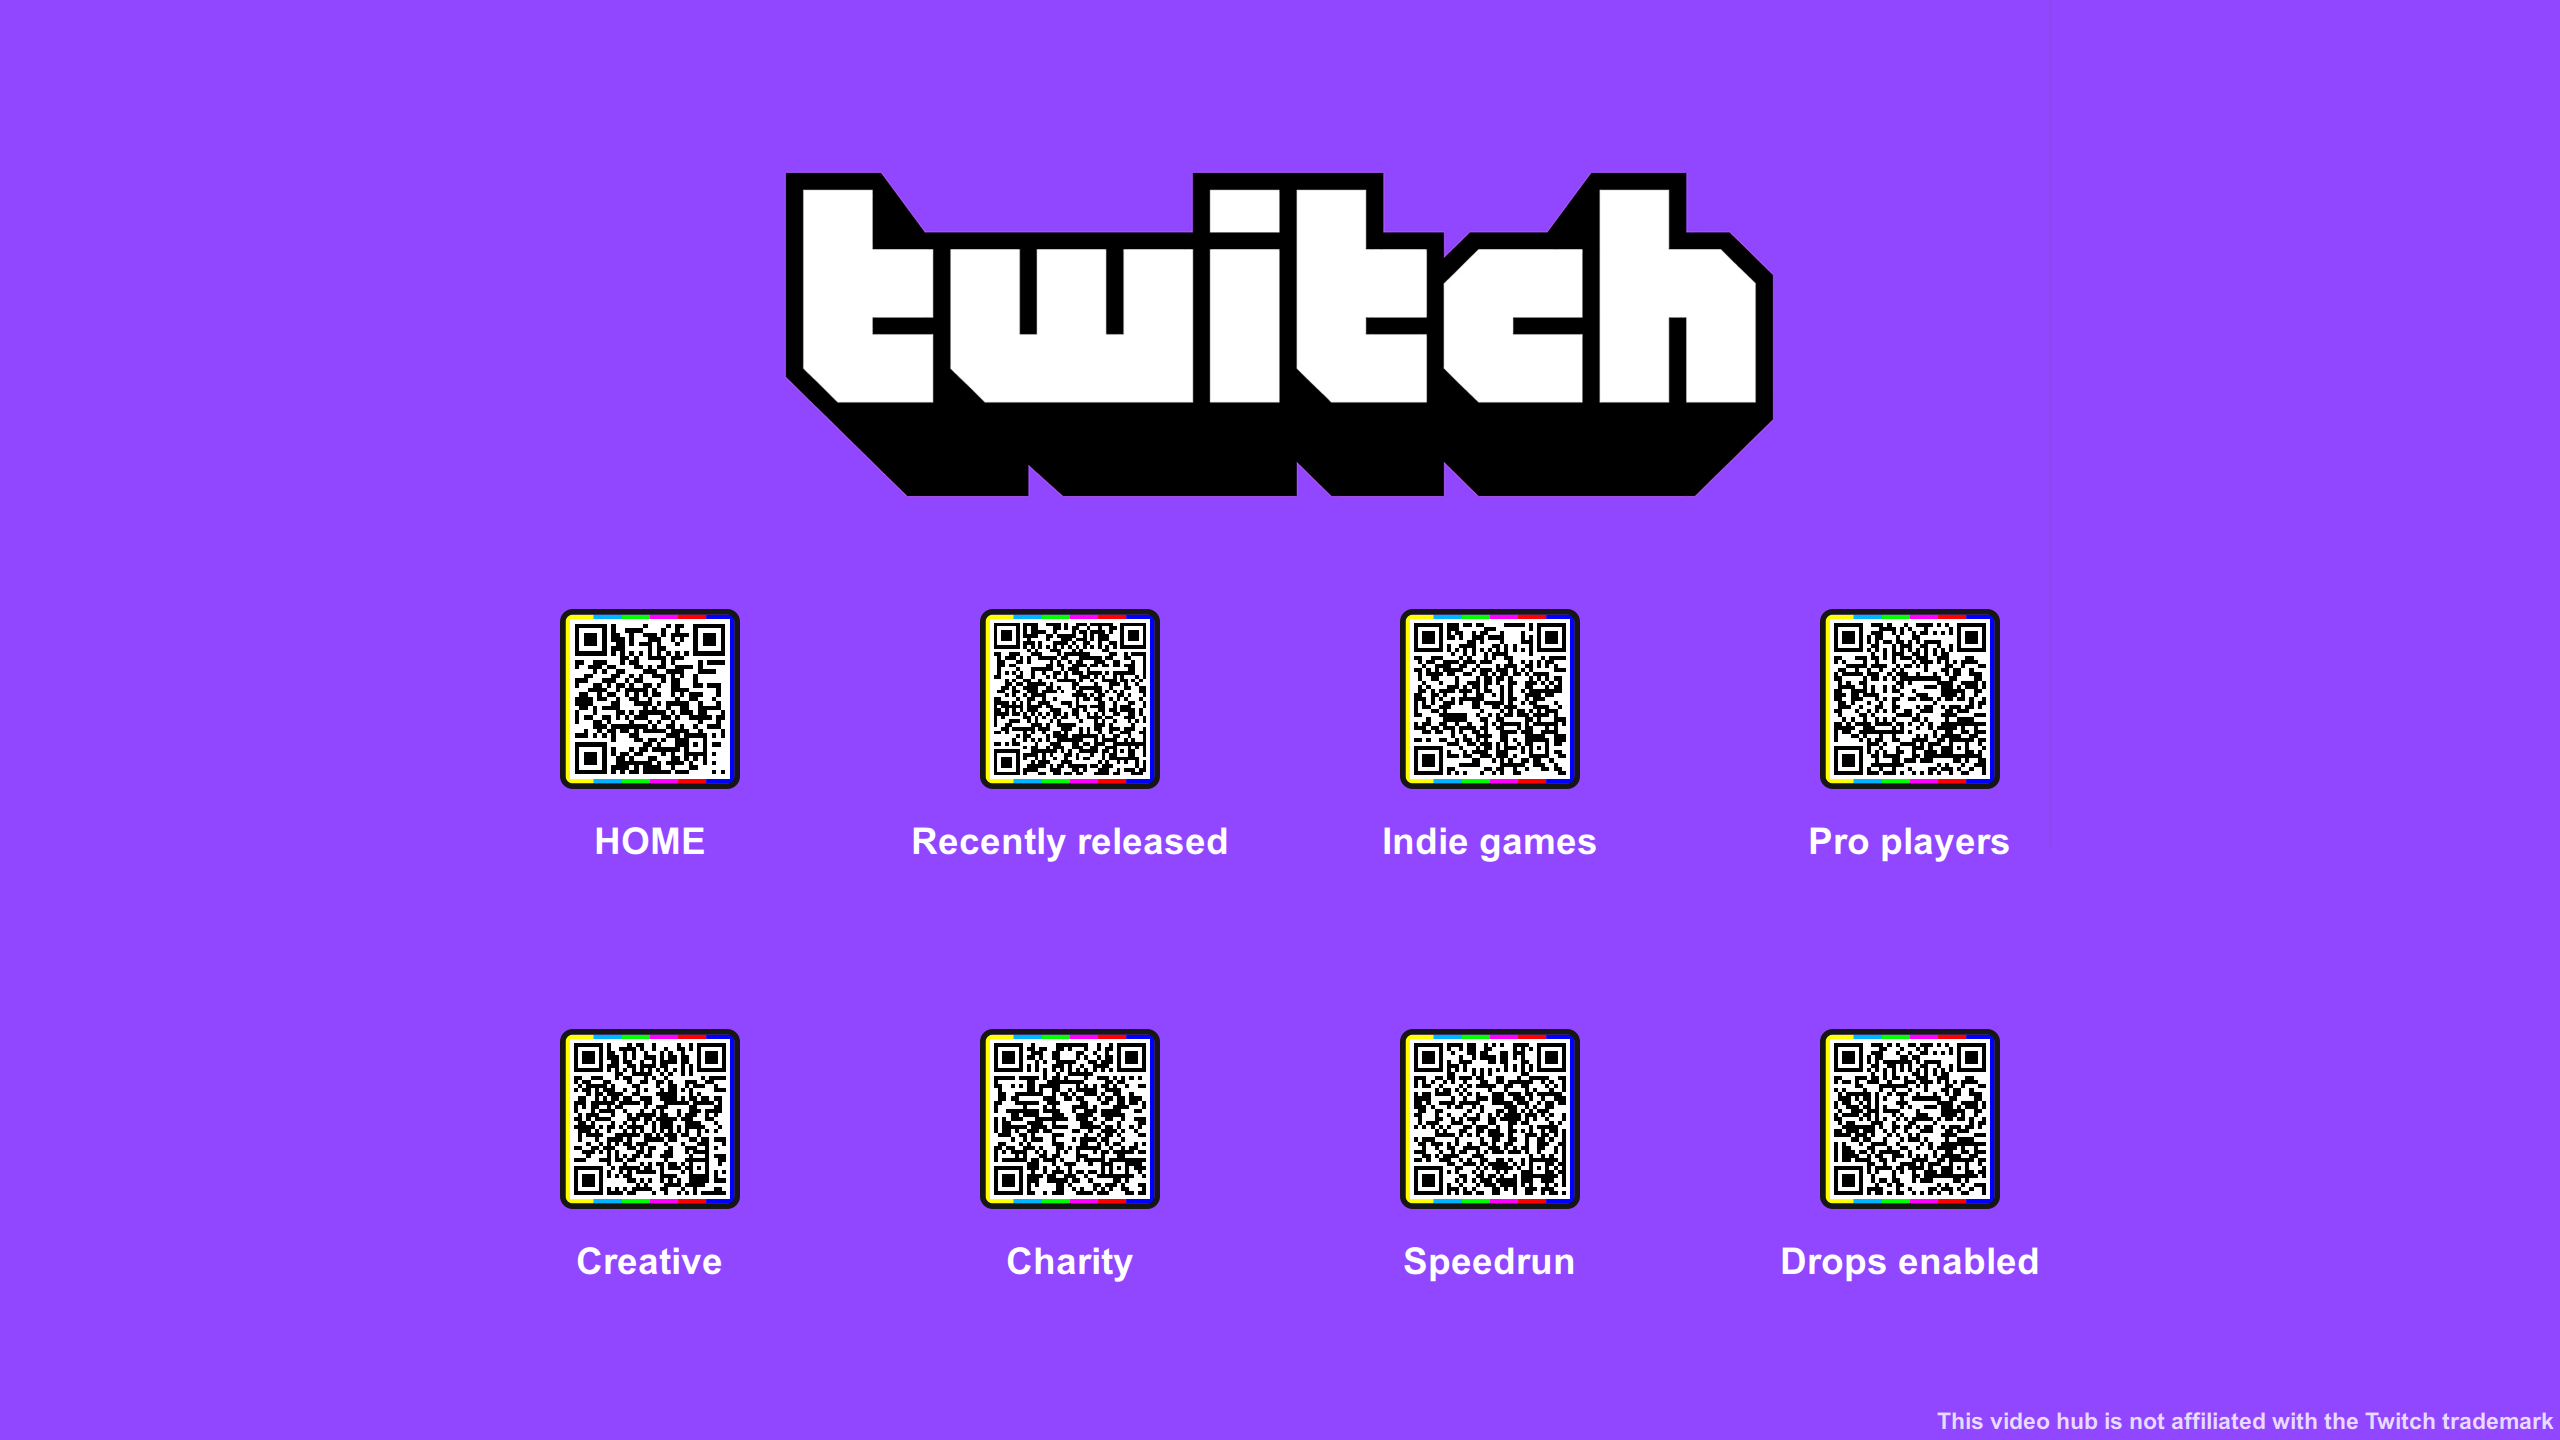 twitch
HOME
Recently released
Indie games
Pro players
Creative
Charity
Speedrun
Drops enabled
This video hub is not affiliated with the Twitch trademark